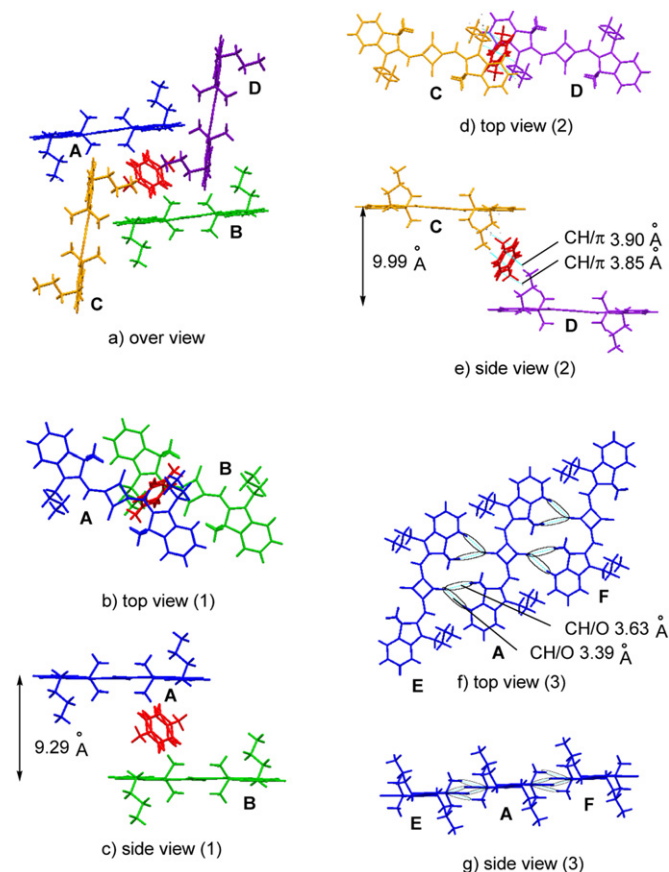 D
A
B
C
a) over view
C
D
d) top view (2)
C
9.99 Å
CH/π 3.90 Å
CH/π 3.85 Å
D
e) side view (2)
B
A
b) top view (1)
A
9.29 Å
B
c) side view (1)
F
CH/O 3.63 Å
A
CH/O 3.39 Å
E
f) top view (3)
E
A
F
g) side view (3)